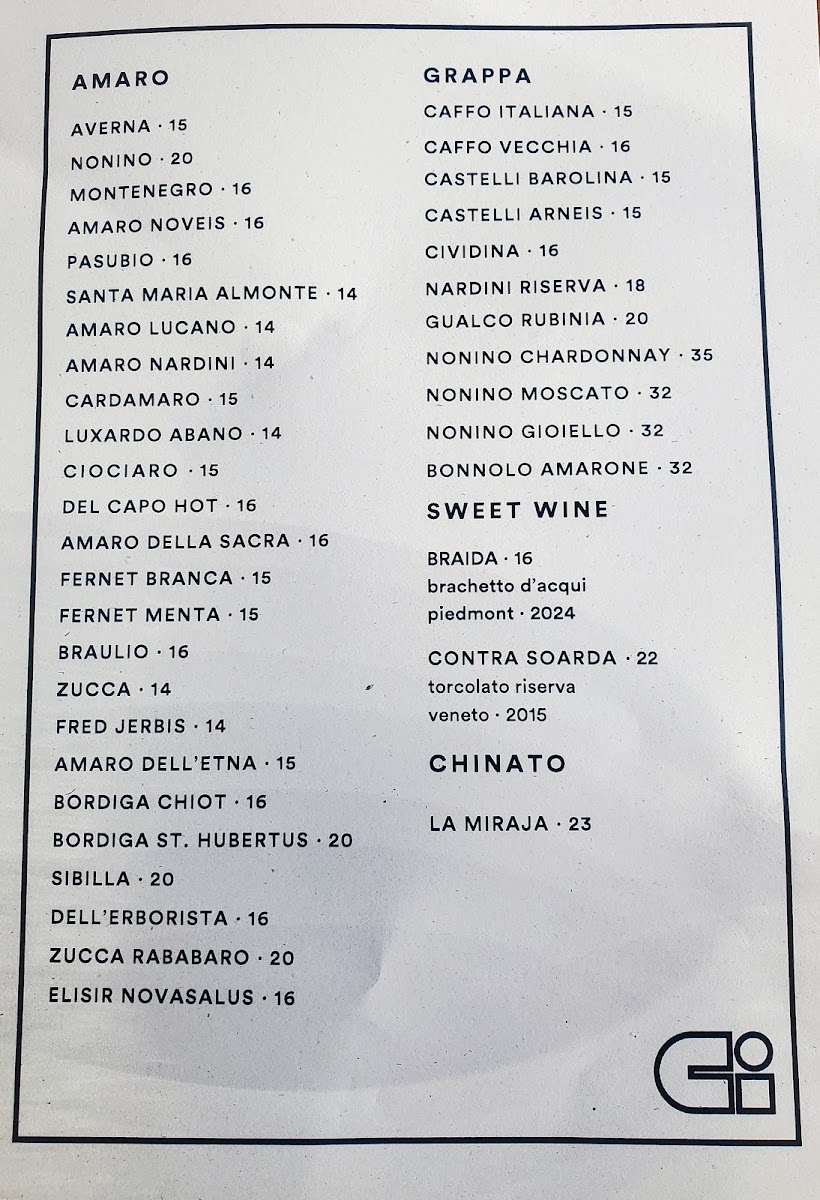 AMARO
AVERNA · 15
NONINO · 20
MONTENEGRO · 16
AMARO NOVEIS · 16
PASUBIO · 16
SANTA MARIA ALMONTE · 14
AMARO LUCANO · 14
AMARO NARDINI · 14
CARDAMARO · 15
LUXARDO ABANO · 14
CIOCIARO · 15
DEL CAPO HOT · 16
AMARO DELLA SACRA · 16
FERNET BRANCA · 15
FERNET MENTA · 15
BRAULIO · 16
ZUCCA · 14
FRED JERBIS · 14
AMARO DELL'ETNA · 15
BORDIGA CHIOT · 16
BORDIGA ST. HUBERTUS · 20
SIBILLA · 20
DELL'ERBORISTA · 16
ZUCCA RABABARO · 20
ELISIR NOVASALUS · 16
GRAPPA
CAFFO ITALIANA · 15
CAFFO VECCHIA · 16
CASTELLI BAROLINA · 15
CASTELLI ARNEIS · 15
CIVIDINA · 16
NARDINI RISERVA · 18
GUALCO RUBINIA · 20
NONINO CHARDONNAY · 35
NONINO MOSCATO · 32
NONINO GIOIELLO · 32
BONNOLO AMARONE · 32
SWEET WINE
BRAIDA · 16
brachetto d'acqui
piedmont · 2024
CONTRA SOARDA · 22
torcolato riserva
veneto · 2015
CHINATO
LA MIRAJA · 23
Gi